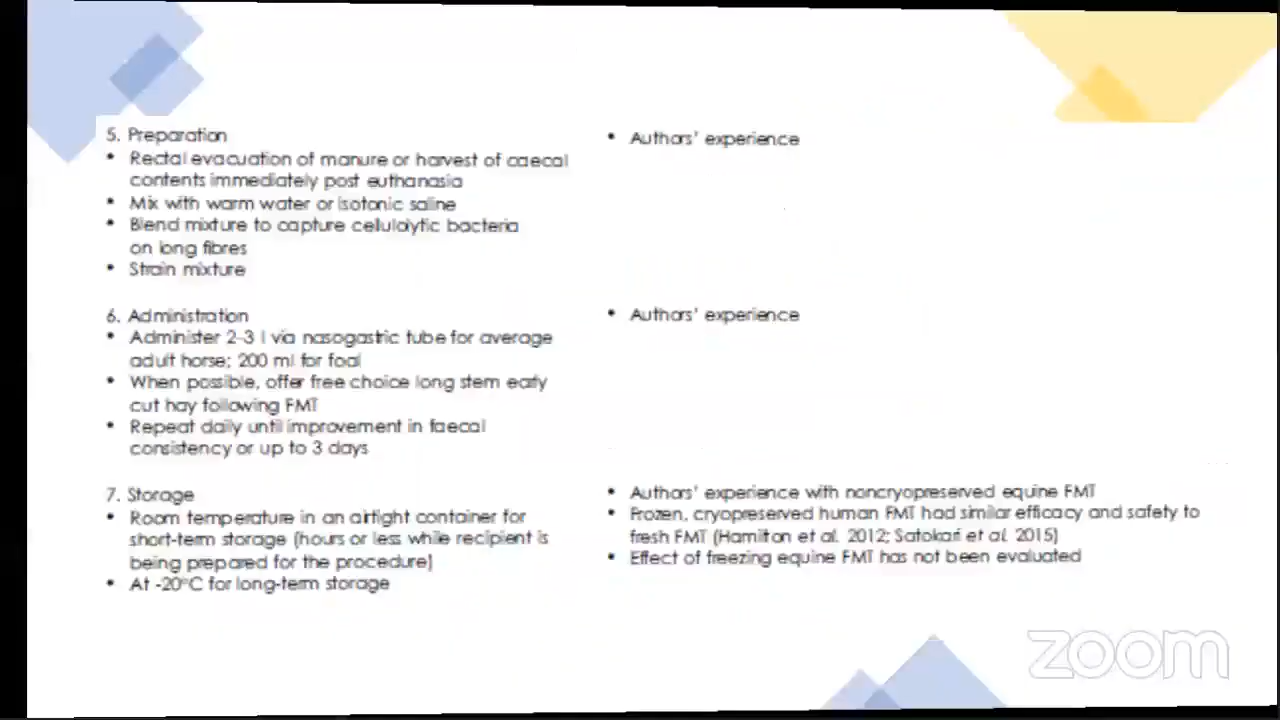 5. Preparation
• Rectal evacuation of manure or harvest of caecal
contents immediately post euthanasia
• Mix with warm water or isotonic saline
• Blend mixture to capture cellulolytic bacteria
on long fibres
• Strain mixture
• Authors' experience
6. Administration
• Administer 2-3 l via nasogastric tube for average
adult horse; 200 ml for foal
• When possible, offer free choice long stem early
cut hay following FMT
• Repeat daily until improvement in faecal
consistency or up to 3 days
• Authors' experience
7. Storage
• Room temperature in an airtight container for
short-term storage (hours or less while recipient is
being prepared for the procedure)
• At -20°C for long-term storage
• Authors' experience with noncryopreserved equine FMT
• Frozen, cryopreserved human FMT had similar efficacy and safety to
fresh FMT (Hamilton et al. 2012; Satokari et al. 2015)
• Effect of freezing equine FMT has not been evaluated
zoom